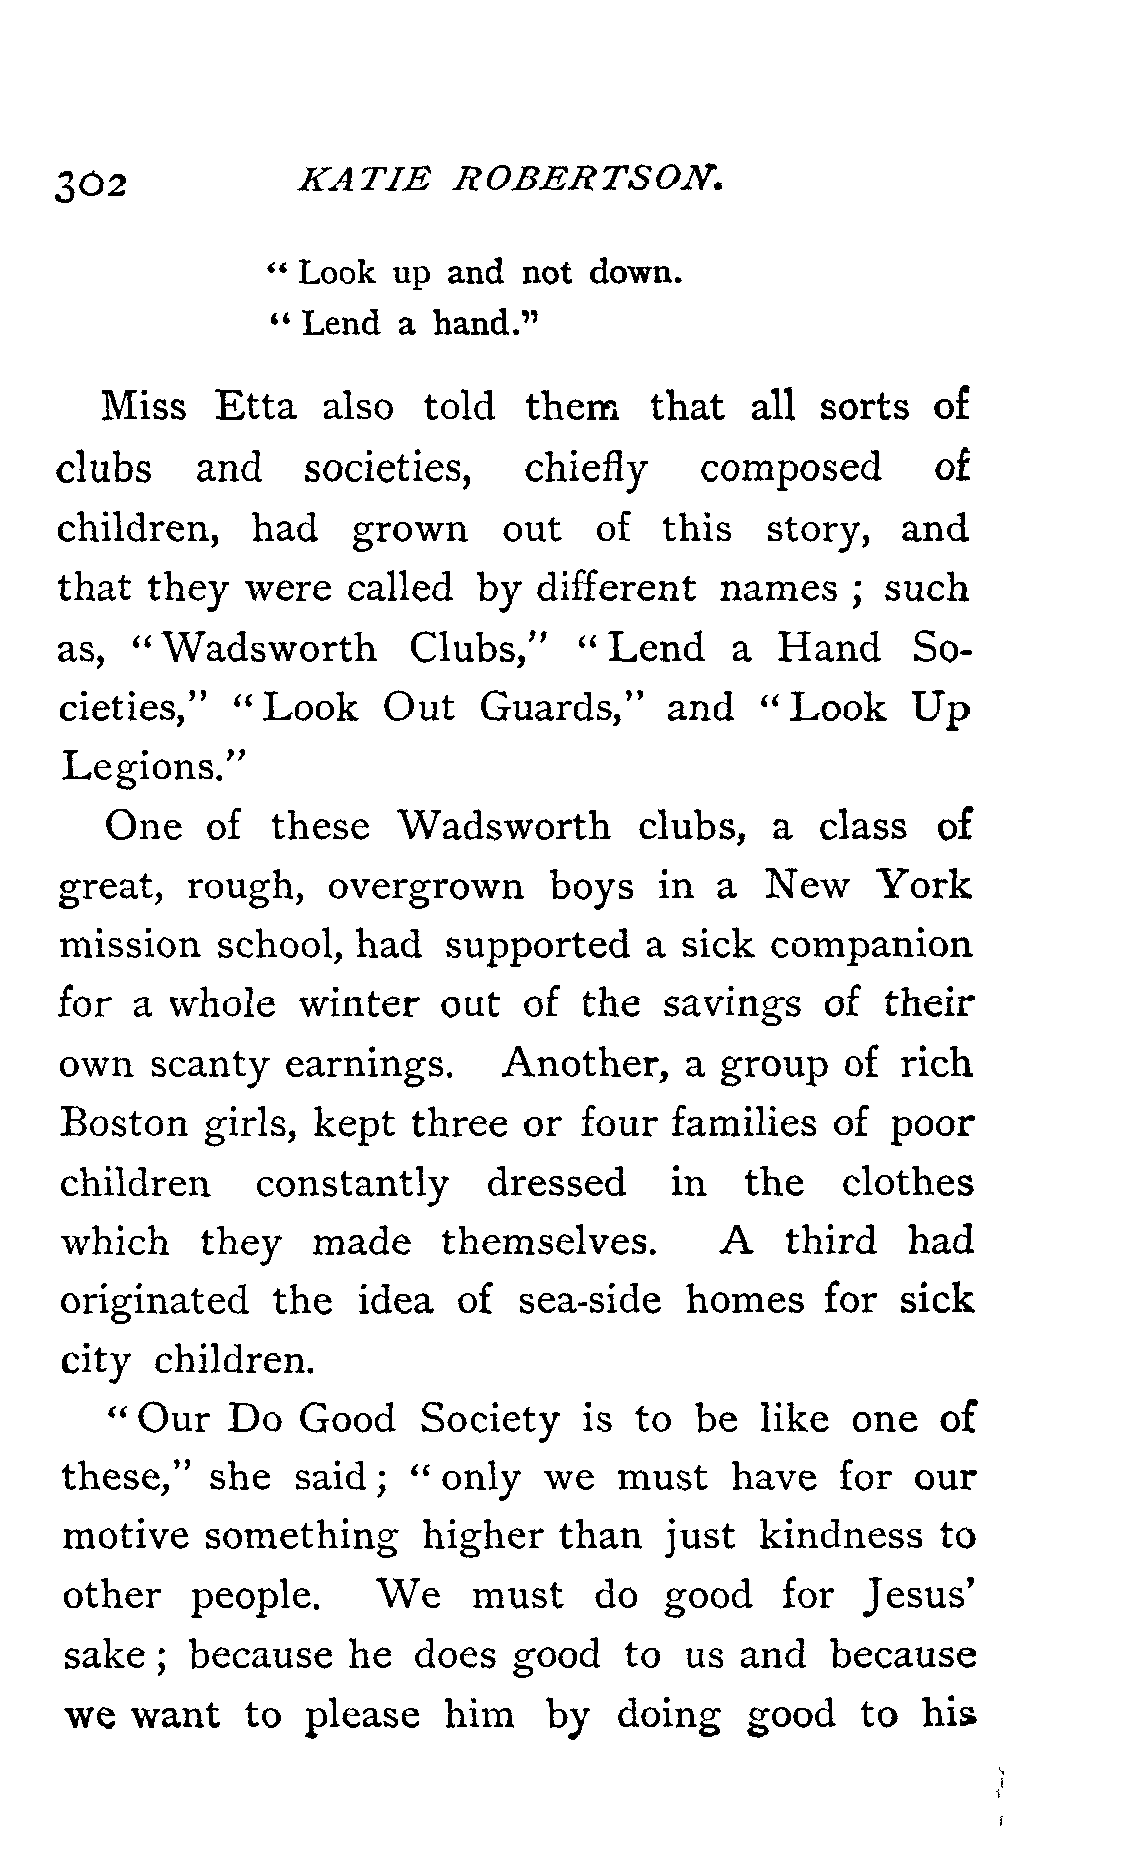 302 KATIE ROBERTSON.
“ Look up and not down.
“ Lend a hand.”
Miss Etta also told them that all sorts of
clubs and societies, chiefly composed of
children, had grown out of this story, and
that they were called by different names ; such
as, “ Wadsworth Clubs,” “ Lend a Hand So-
cieties,” “ Look Out Guards,” and “ Look Up
Legions.”
One of these Wadsworth clubs, a class of
great, rough, overgrown boys in a New York
mission school, had supported a sick companion
for a whole winter out of the savings of their
own scanty earnings. Another, a group of rich
Boston girls, kept three or four families of poor
children constantly dressed in the clothes
which they made themselves. A third had
originated the idea of sea-side homes for sick
city children.
“ Our Do Good Society is to be like one of
these,” she said ; “ only we must have for our
motive something higher than just kindness to
other people. We must do good for Jesus’
sake ; because he does good to us and because
we want to please him by doing good to his